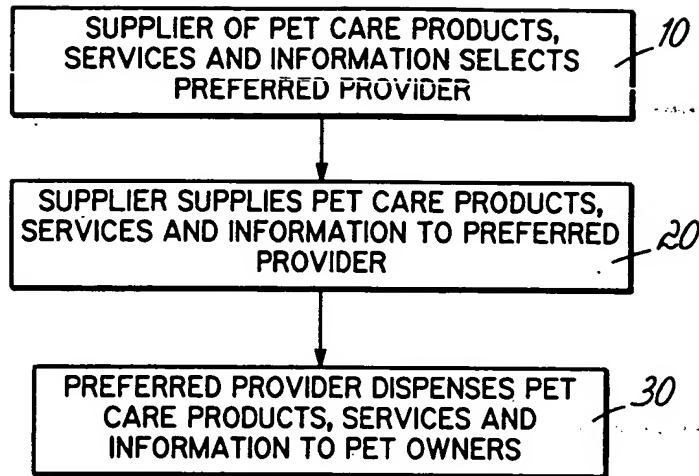 SUPPLIER OF PET CARE PRODUCTS,
SERVICES AND INFORMATION SELECTS
PREFERRED PROVIDER
10
SUPPLIER SUPPLIES PET CARE PRODUCTS,
SERVICES AND INFORMATION TO PREFERRED
PROVIDER
20
PREFERRED PROVIDER DISPENSES PET
CARE PRODUCTS, SERVICES AND
INFORMATION TO PET OWNERS
30